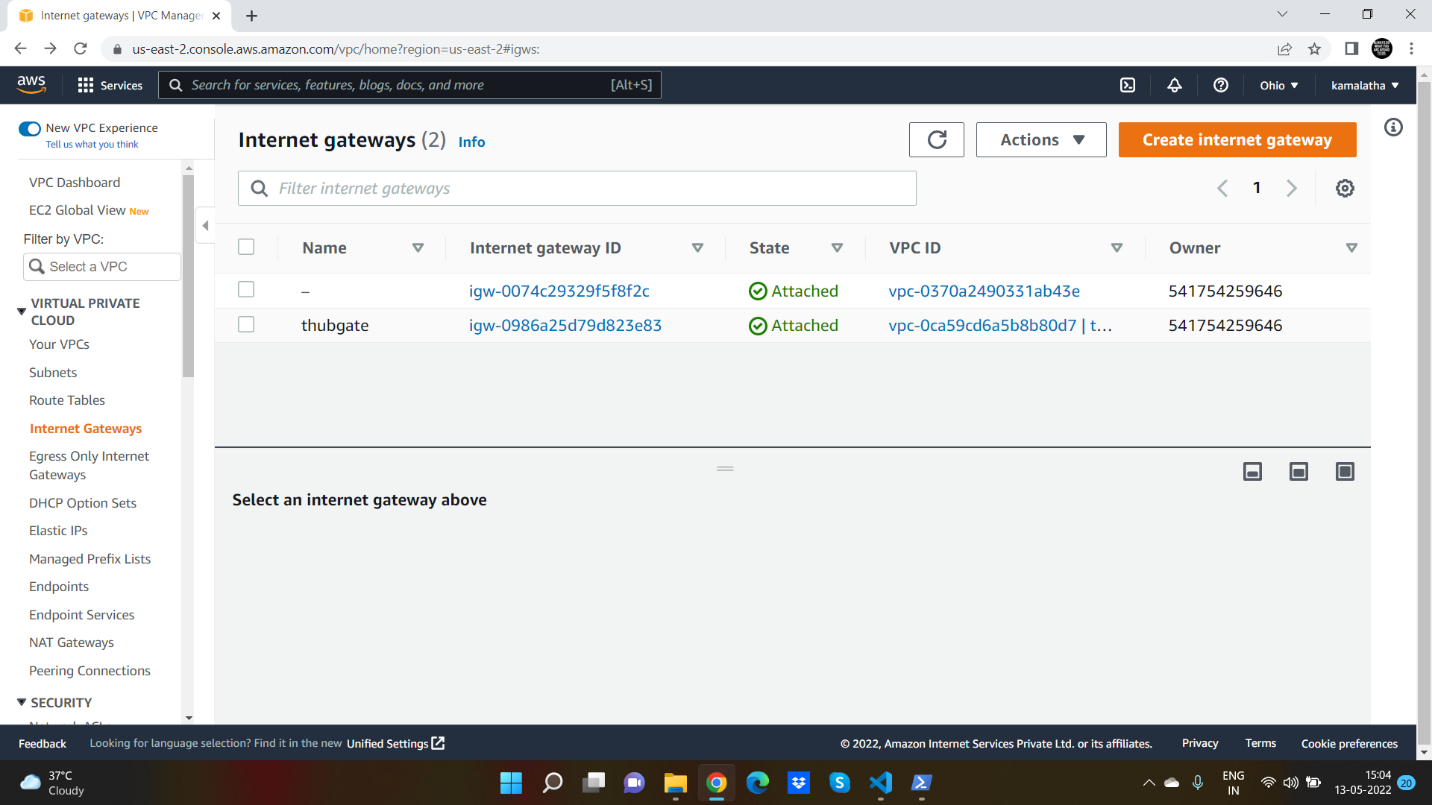 Internet gateways | VPC Manage
us-east-2.console.aws.amazon.com/vpc/home?region=us-east-2#igws:
aws
Services
Search for services, features, blogs, docs, and more
[Alt+S]
Ohio
kamalatha
New VPC Experience
Tell us what you think
VPC Dashboard
EC2 Global View New
Filter by VPC:
Select a VPC
VIRTUAL PRIVATE
CLOUD
Your VPCs
Subnets
Route Tables
Internet Gateways
Egress Only Internet
Gateways
DHCP Option Sets
Elastic IPs
Managed Prefix Lists
Endpoints
Endpoint Services
NAT Gateways
Peering Connections
SECURITY
Internet gateways (2) Info
Actions
Create internet gateway
Filter internet gateways
1
Name Internet gateway ID State VPC ID Owner
– igw-0074c29329f5f8f2c Attached vpc-0370a2490331ab43e 541754259646
thubgate igw-0986a25d79d823e83 Attached vpc-0ca59cd6a5b8b80d7 | t... 541754259646
Select an internet gateway above
Feedback Looking for language selection? Find it in the new Unified Settings © 2022, Amazon Internet Services Private Ltd. or its affiliates. Privacy Terms Cookie preferences
37°C
Cloudy
ENG
IN
15:04
13-05-2022
20